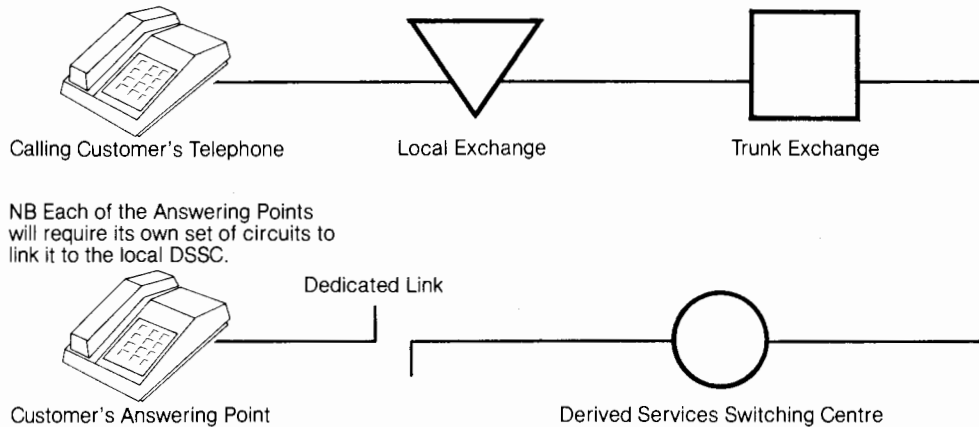 Calling Customer's Telephone
Local Exchange
Trunk Exchange
NB Each of the Answering Points
will require its own set of circuits to
link it to the local DSSC.
Dedicated Link
Customer's Answering Point
Derived Services Switching Centre